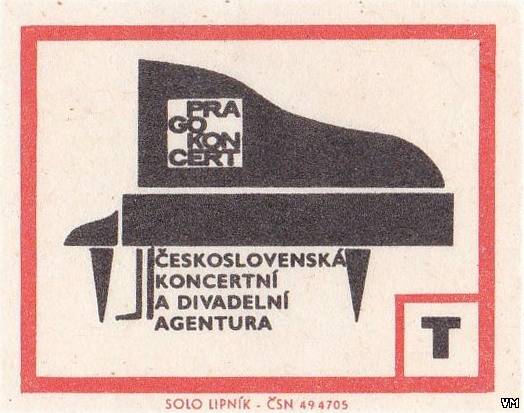 PRA
GO
KON
CERT
ČESKOSLOVENSKÁ
KONCERTNÍ
A DIVADELNÍ
AGENTURA
T
SOLO LIPNÍK - ČSN 49 4705
VM